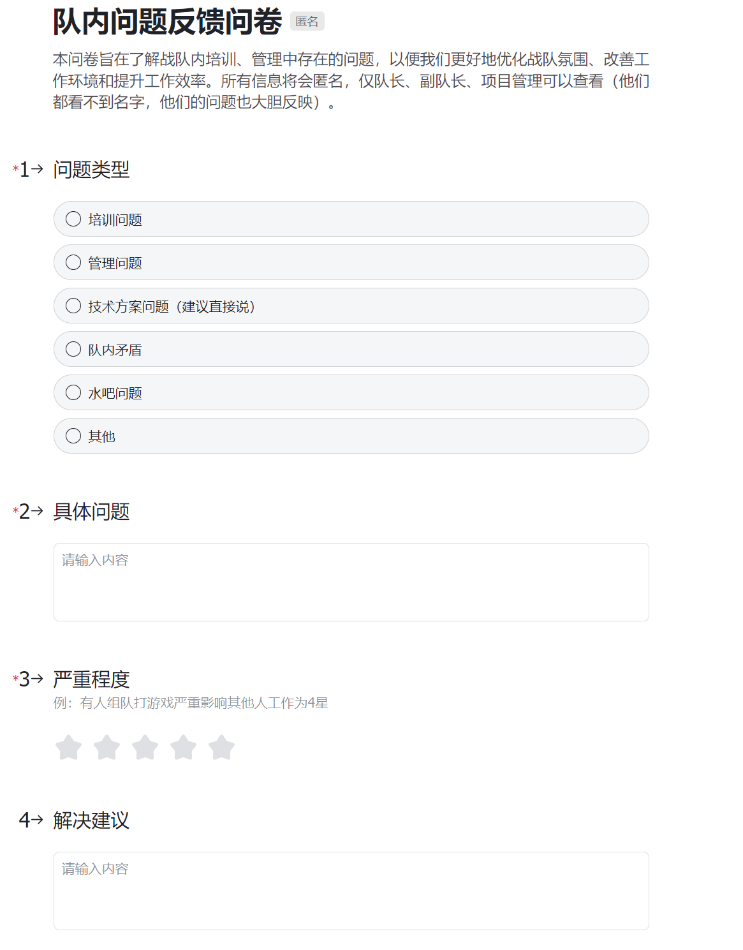 队内问题反馈问卷 匿名
本问卷旨在了解战队内培训、管理中存在的问题，以便我们更好地优化战队氛围、改善工
作环境和提升工作效率。所有信息将会匿名，仅队长、副队长、项目管理可以查看（他们
都看不到名字，他们的问题也大胆反映）。
*1→ 问题类型
培训问题
管理问题
技术方案问题（建议直接说）
队内矛盾
水吧问题
其他
*2→ 具体问题
请输入内容
*3→ 严重程度
例：有人组队打游戏严重影响其他人工作为4星
4→ 解决建议
请输入内容